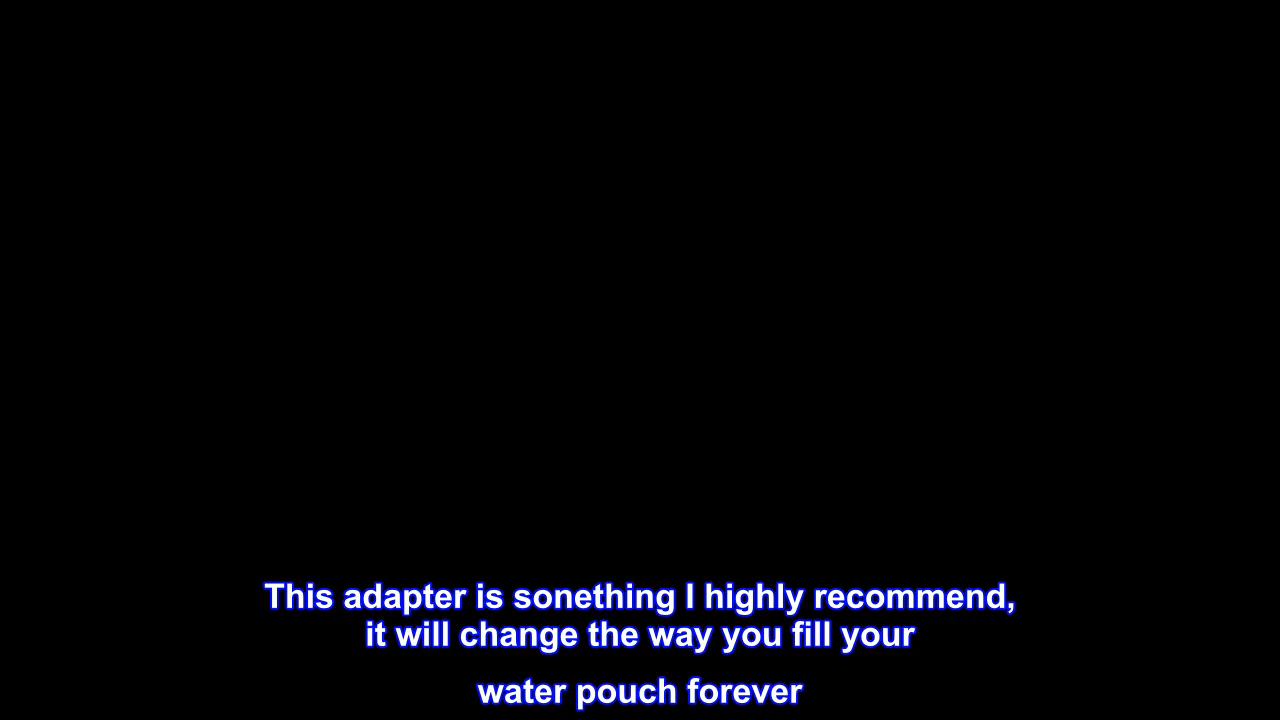 This adapter is sonething I highly recommend,
it will change the way you fill your
water pouch forever